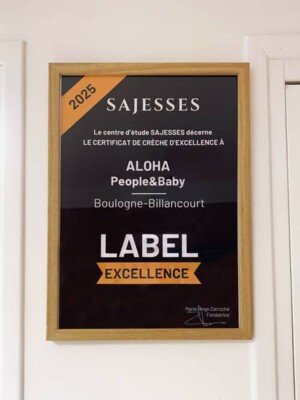 2025
SAJESSES
Le centre d'étude SAJESSES décerne
LE CERTIFICAT DE CRÈCHE D'EXCELLENCE À
ALOHA
People&Baby
Boulogne-Billancourt
LABEL
EXCELLENCE
Marie-Ange Zorroche
Fondatrice